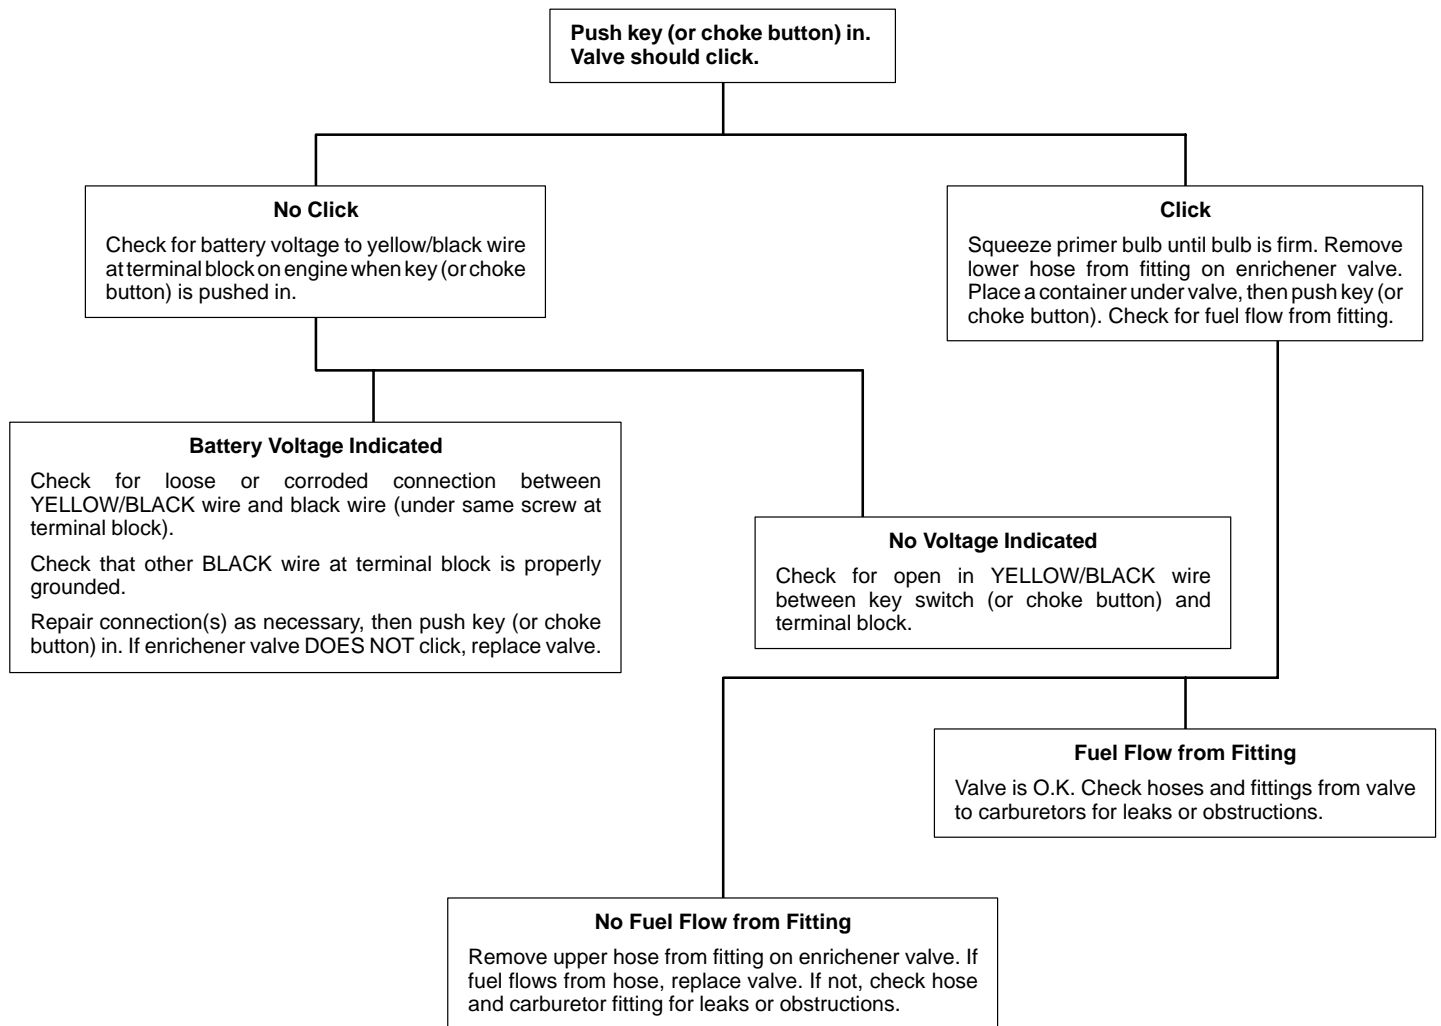 Push key (or choke button) in.
Valve should click.
No Click
Check for battery voltage to yellow/black wire
at terminal block on engine when key (or choke
button) is pushed in.
Click
Squeeze primer bulb until bulb is firm. Remove
lower hose from fitting on enrichener valve.
Place a container under valve, then push key (or
choke button). Check for fuel flow from fitting.
Battery Voltage Indicated
Check for loose or corroded connection between
YELLOW/BLACK wire and black wire (under same screw at
terminal block).
Check that other BLACK wire at terminal block is properly
grounded.
Repair connection(s) as necessary, then push key (or choke
button) in. If enrichener valve DOES NOT click, replace valve.
No Voltage Indicated
Check for open in YELLOW/BLACK wire
between key switch (or choke button) and
terminal block.
Fuel Flow from Fitting
Valve is O.K. Check hoses and fittings from valve
to carburetors for leaks or obstructions.
No Fuel Flow from Fitting
Remove upper hose from fitting on enrichener valve. If
fuel flows from hose, replace valve. If not, check hose
and carburetor fitting for leaks or obstructions.